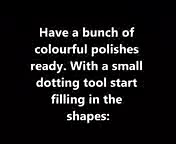 Have a bunch of
colourful polishes
ready. With a small
dotting tool start
filling in the
shapes: